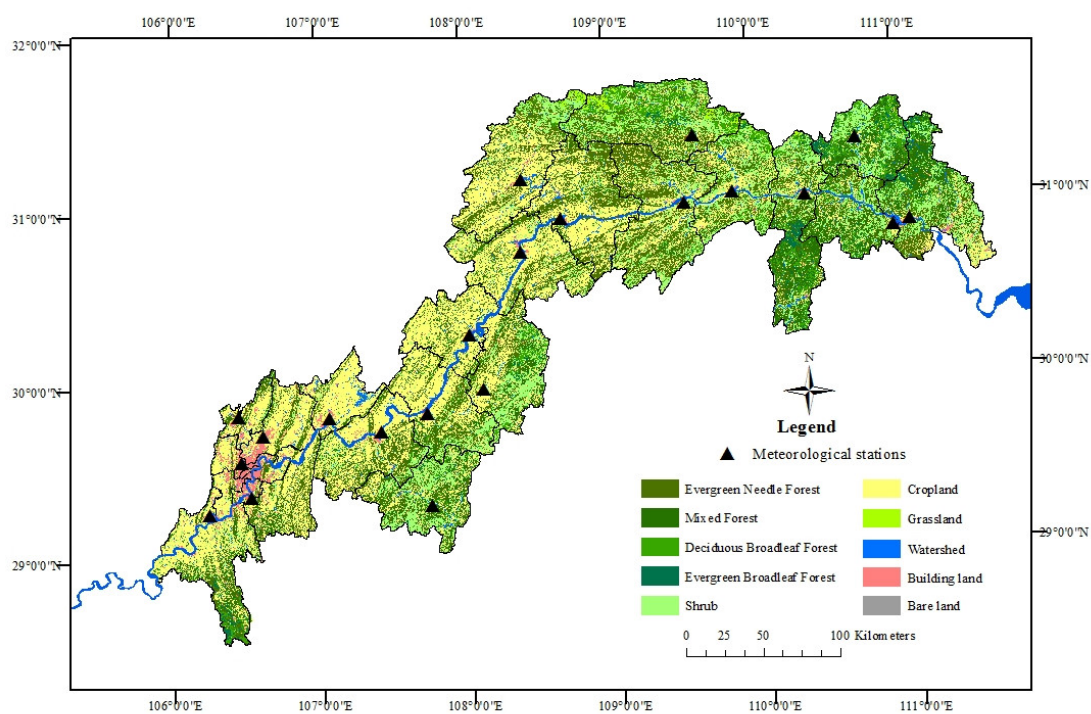 106°0'0"E 107°0'0"E 108°0'0"E 109°0'0"E 110°0'0"E 111°0'0"E
32°0'0"N
31°0'0"N
31°0'0"N
30°0'0"N
30°0'0"N
29°0'0"N
29°0'0"N
N
Legend
Meteorological stations
Evergreen Needle Forest Cropland
Mixed Forest Grassland
Deciduous Broadleaf Forest Watershed
Evergreen Broadleaf Forest Building land
Shrub Bare land
0 25 50 100 Kilometers
106°0'0"E 107°0'0"E 108°0'0"E 109°0'0"E 110°0'0"E 111°0'0"E